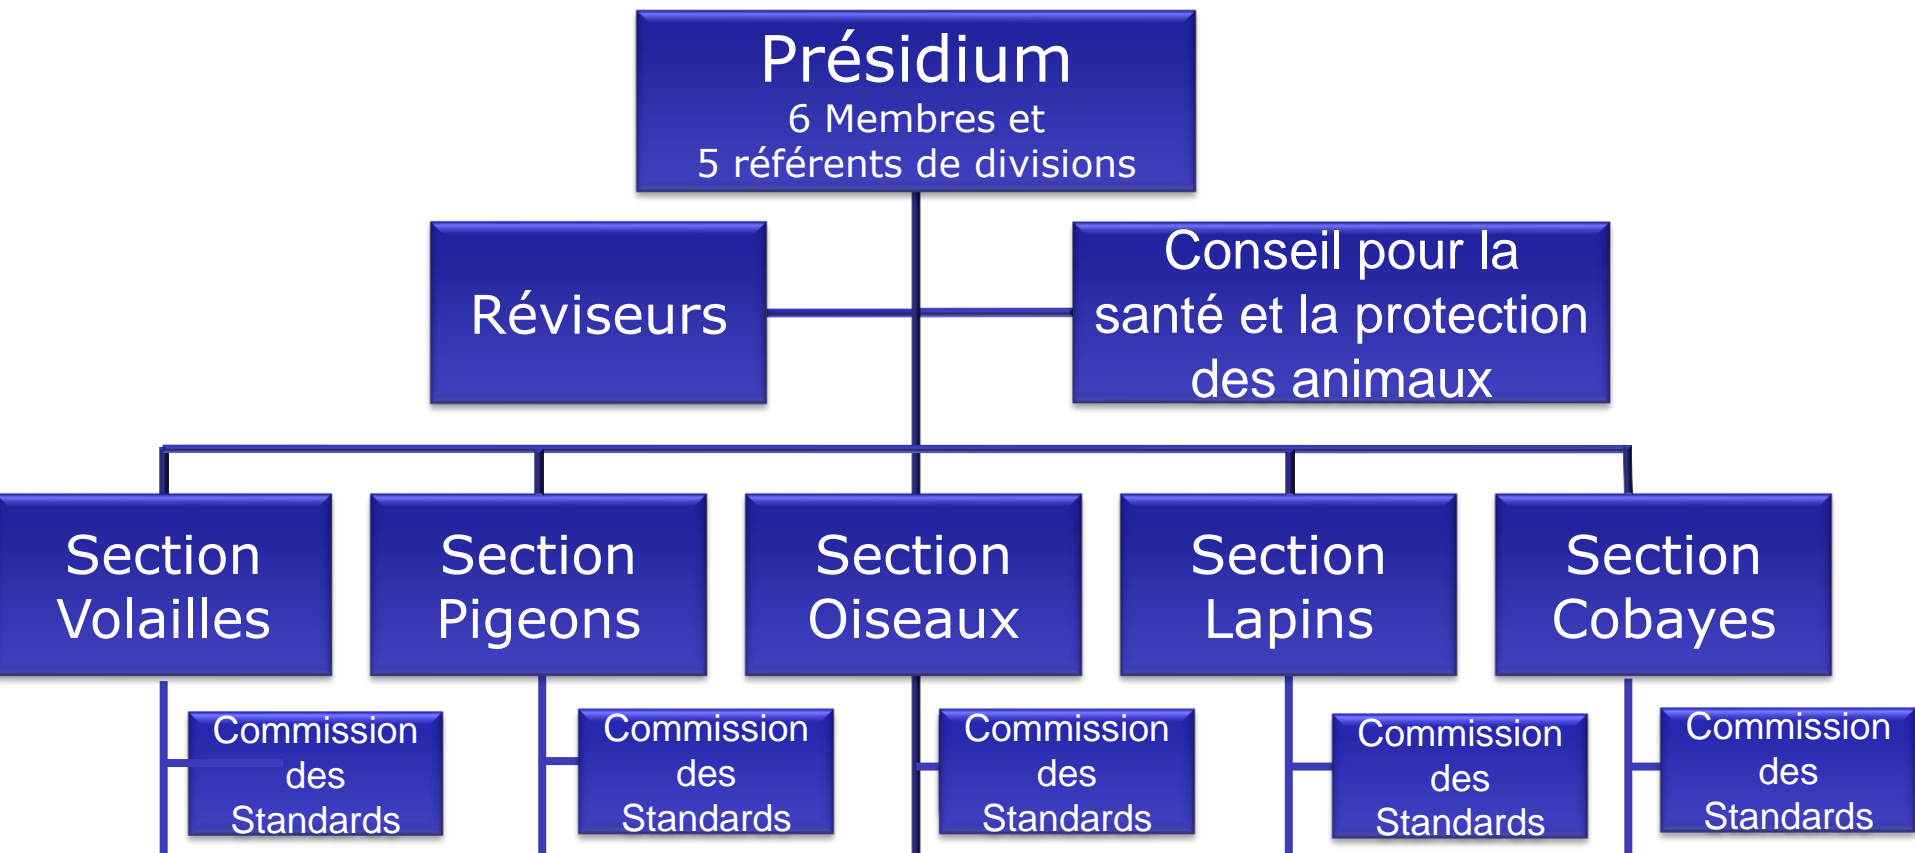 Présidium
6 Membres et
5 référents de divisions
Réviseurs
Conseil pour la
santé et la protection
des animaux
Section
Volailles
Section
Pigeons
Section
Oiseaux
Section
Lapins
Section
Cobayes
Commission
des
Standards
Commission
des
Standards
Commission
des
Standards
Commission
des
Standards
Commission
des
Standards